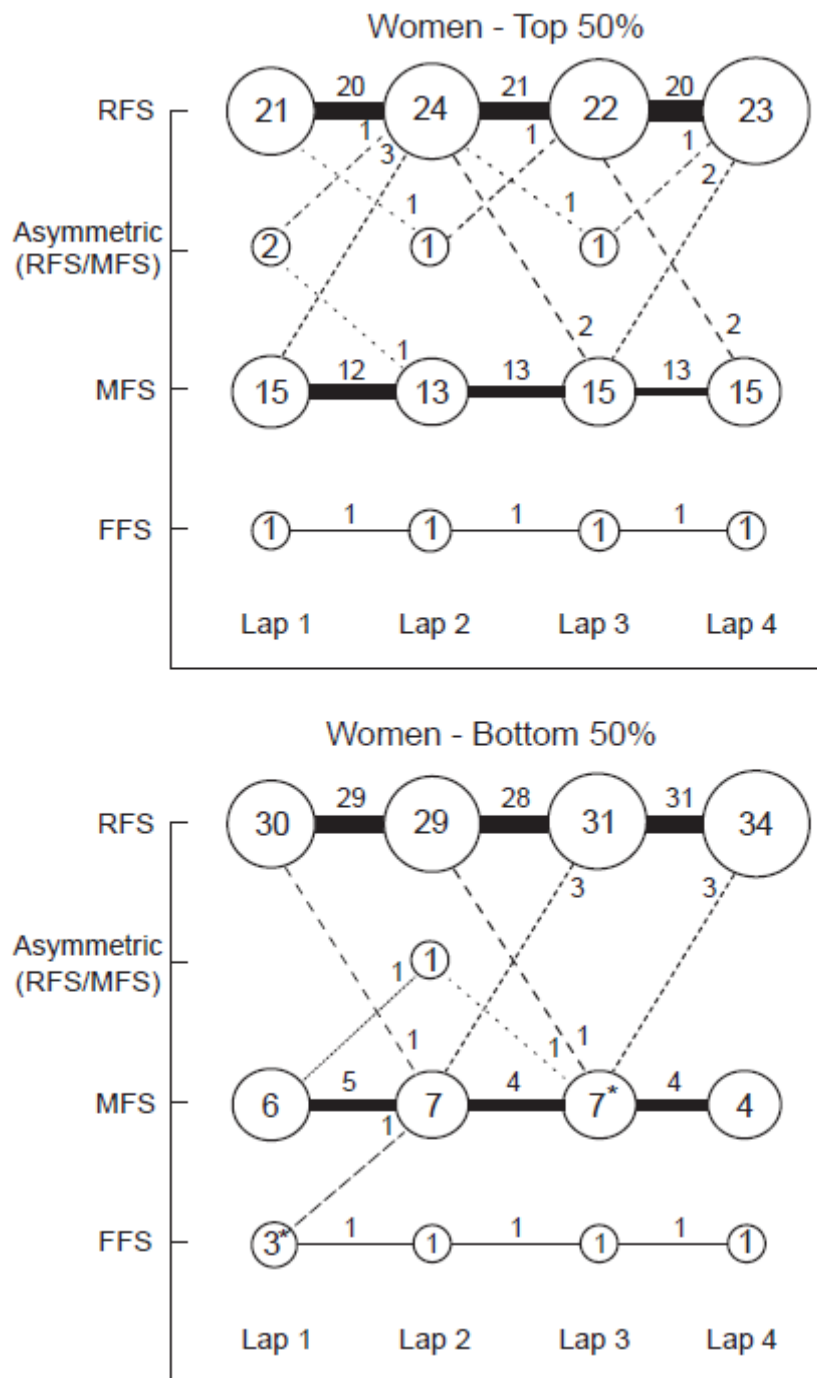 Women - Top 50%
20 21 20
RFS 21 24 22 23
1 3 1 1 2
1 1
Asymmetric
(RFS/MFS)
2 1 1
1 2 2
12 13 13
MFS 15 13 15 15
1 1 1
FFS 1 1 1 1
Lap 1 Lap 2 Lap 3 Lap 4
Women - Bottom 50%
29 28 31
RFS 30 29 31 34
3 3
Asymmetric
(RFS/MFS)
1 1
1 1 1
5 4 4
MFS 6 7 7* 4
1
1 1 1
FFS 3* 1 1 1
Lap 1 Lap 2 Lap 3 Lap 4